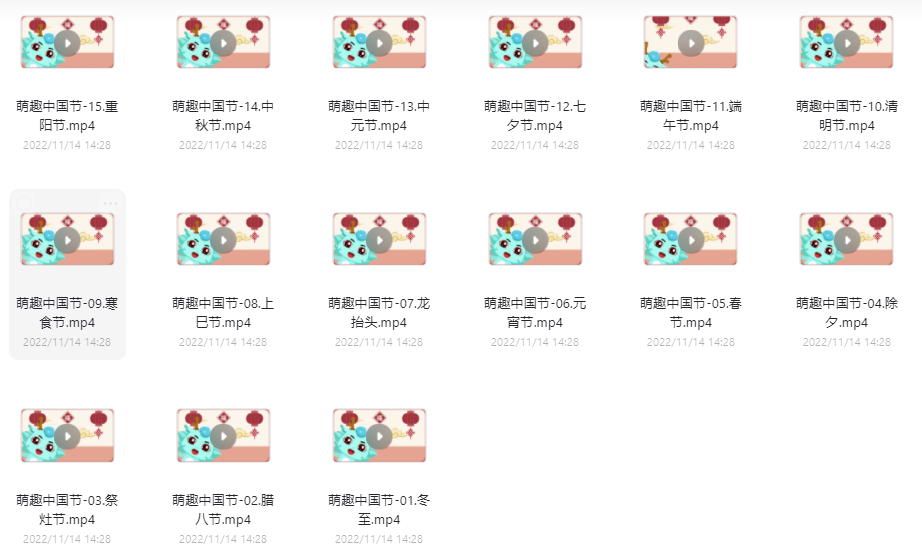 萌趣中国节-15.重
阳节.mp4
2022/11/14 14:28
萌趣中国节-14.中
秋节.mp4
2022/11/14 14:28
萌趣中国节-13.中
元节.mp4
2022/11/14 14:28
萌趣中国节-12.七
夕节.mp4
2022/11/14 14:28
萌趣中国节-11.端
午节.mp4
2022/11/14 14:28
萌趣中国节-10.清
明节.mp4
2022/11/14 14:28
萌趣中国节-09.寒
食节.mp4
2022/11/14 14:28
萌趣中国节-08.上
巳节.mp4
2022/11/14 14:28
萌趣中国节-07.龙
抬头.mp4
2022/11/14 14:28
萌趣中国节-06.元
宵节.mp4
2022/11/14 14:28
萌趣中国节-05.春
节.mp4
2022/11/14 14:28
萌趣中国节-04.除
夕.mp4
2022/11/14 14:28
萌趣中国节-03.祭
灶节.mp4
2022/11/14 14:28
萌趣中国节-02.腊
八节.mp4
2022/11/14 14:28
萌趣中国节-01.冬
至.mp4
2022/11/14 14:28